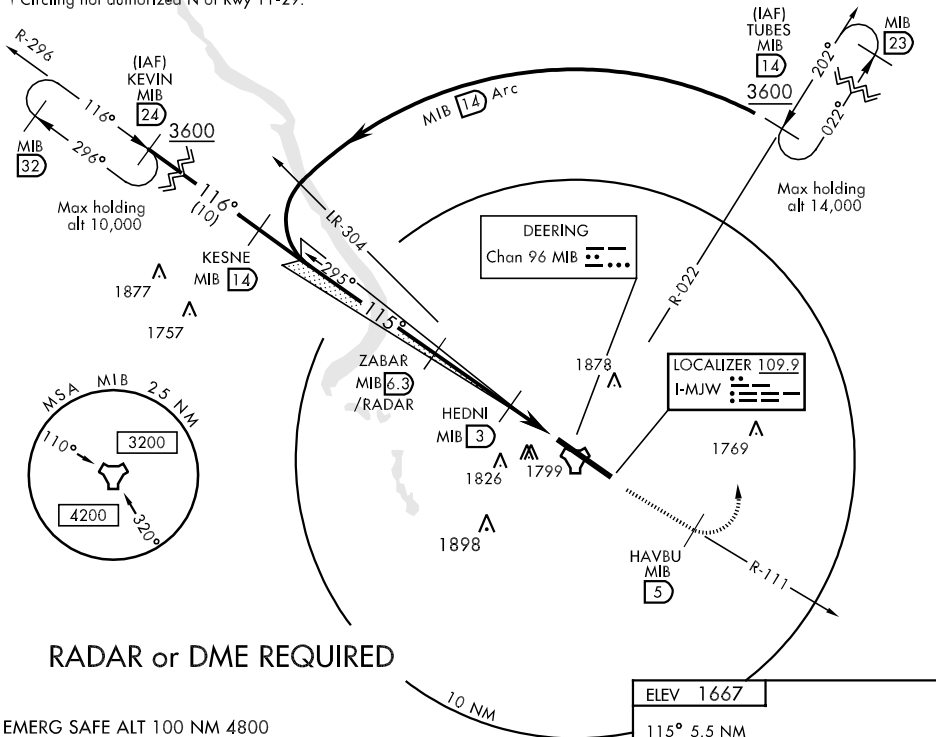 Circling not authorized N of Rwy 11-29.
R-296
(IAF)
KEVIN
MIB
24
3600
116°
296°
MIB
32
Max holding
alt 10,000
116°
(10)
KESNE
MIB 14
1877
1757
MIB 14 Arc
(IAF)
TUBES
MIB
14
3600
202°
022°
MIB
23
Max holding
alt 14,000
R-022
LR-304
295°
115°
DEERING
Chan 96 MIB
ZABAR
MIB 6.3
/RADAR
HEDNI
MIB 3
1878
LOCALIZER 109.9
I-MJW
1769
1826
1799
1898
HAVBU
MIB
5
R-111
MSA MIB 25 NM
110°
3200
4200
320°
RADAR or DME REQUIRED
10 NM
EMERG SAFE ALT 100 NM 4800
ELEV 1667
115° 5.5 NM